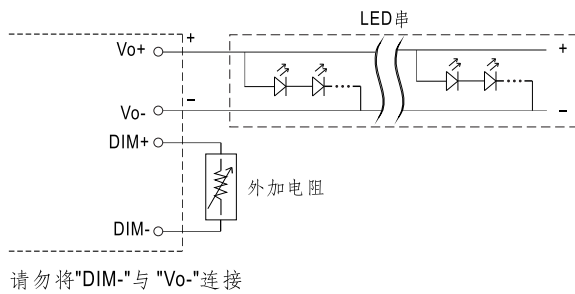 LED串
Vo+
+
+
-
Vo-
-
DIM+
外加电阻
DIM-
请勿将"DIM-"与 "Vo-"连接